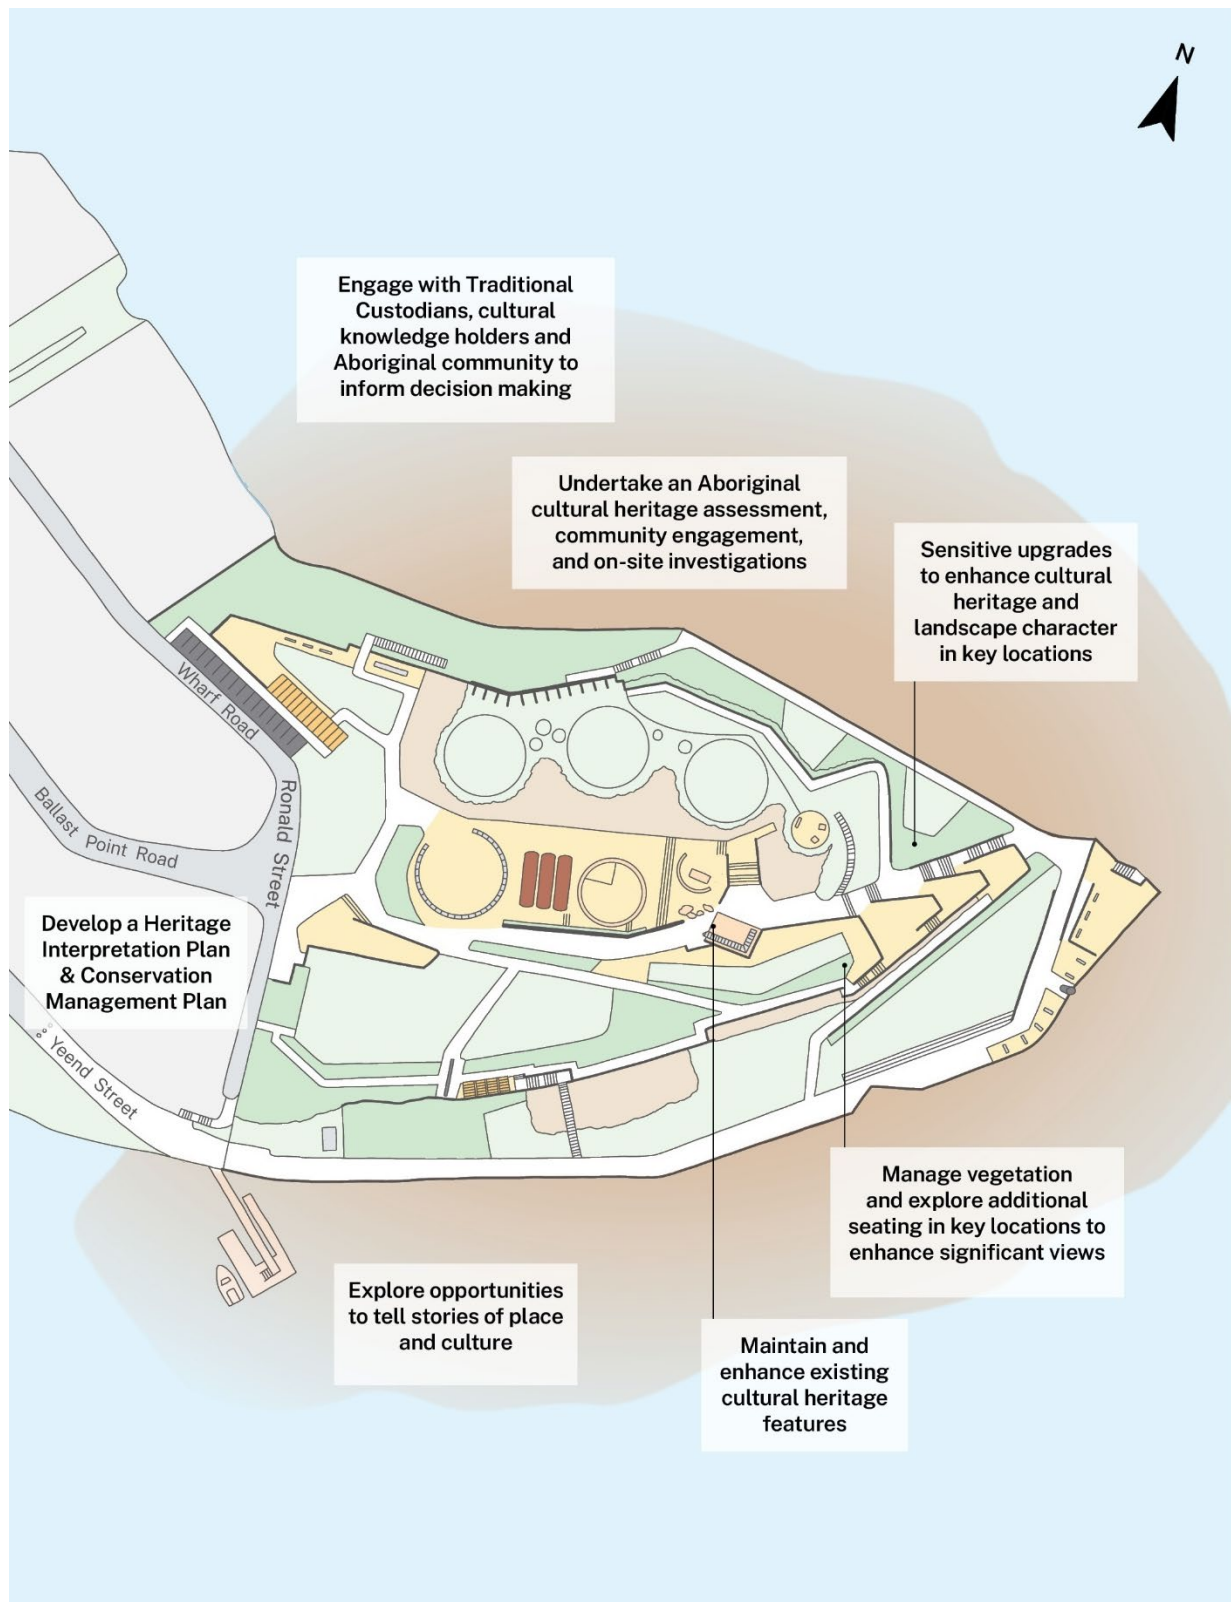 N
Engage with Traditional
Custodians, cultural
knowledge holders and
Aboriginal community to
inform decision making
Undertake an Aboriginal
cultural heritage assessment,
community engagement,
and on-site investigations
Sensitive upgrades
to enhance cultural
heritage and
landscape character
in key locations
Wharf Road
Ronald Street
Ballast Point Road
Develop a Heritage
Interpretation Plan
& Conservation
Management Plan
Yeend Street
Manage vegetation
and explore additional
seating in key locations to
enhance significant views
Explore opportunities
to tell stories of place
and culture
Maintain and
enhance existing
cultural heritage
features